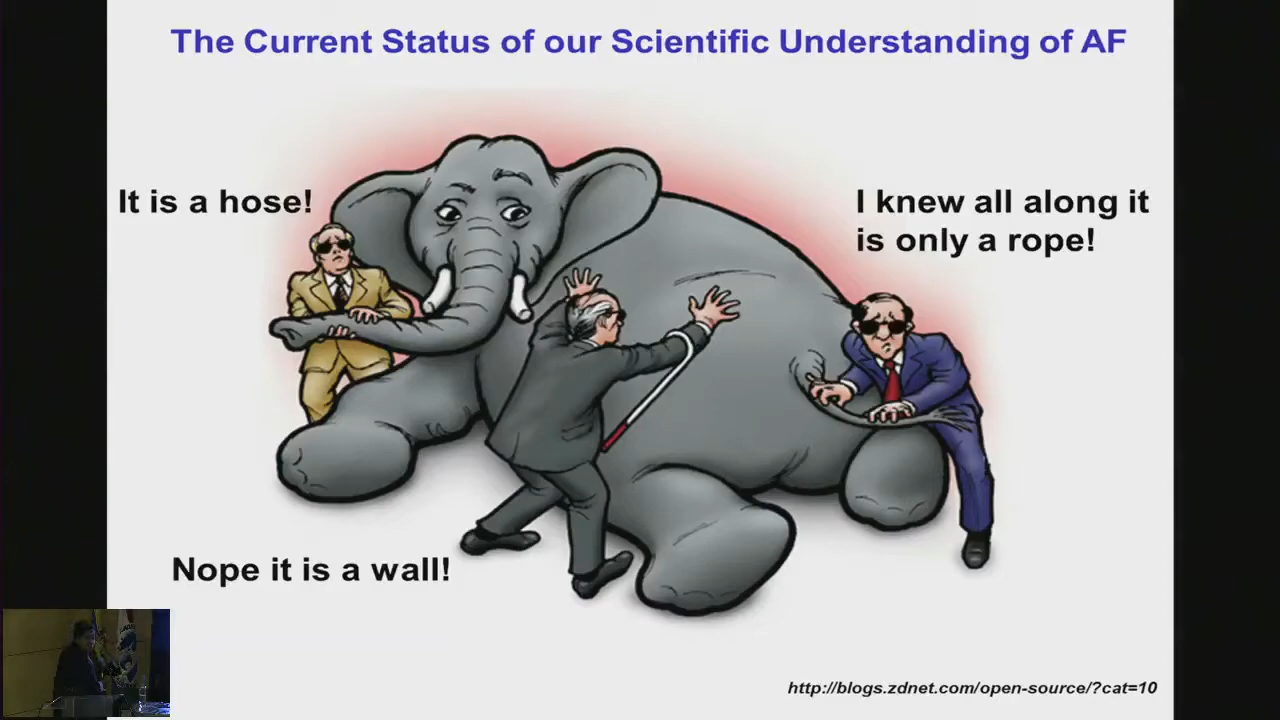 The Current Status of our Scientific Understanding of AF
It is a hose!
I knew all along it
is only a rope!
Nope it is a wall!
http://blogs.zdnet.com/open-source/?cat=10